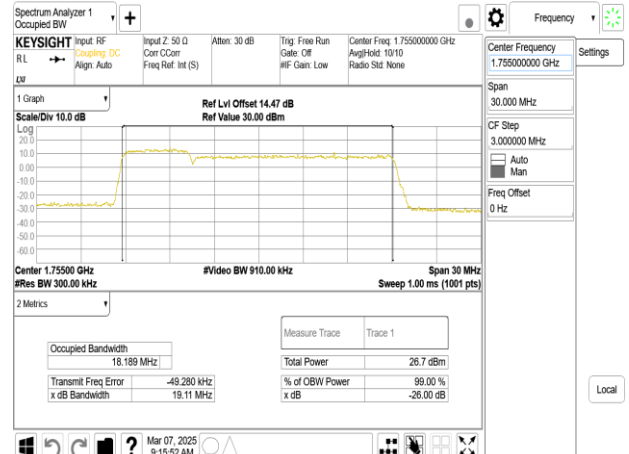 Spectrum Analyzer 1
Occupied BW
Frequency
KEYSIGHT
Input: RF
Input Z: 50 Ω
Atten: 30 dB
Trig: Free Run
Center Freq: 1.755000000 GHz
RL
Coupling: DC
Corr CCorr
Gate: Off
Avg|Hold: 10/10
Align: Auto
Freq Ref: Int (S)
#IF Gain: Low
Radio Std: None
LXI
Center Frequency
1.755000000 GHz
Settings
Span
30.000 MHz
CF Step
3.000000 MHz
Auto
Man
Freq Offset
0 Hz
1 Graph
Ref Lvl Offset 14.47 dB
Scale/Div 10.0 dB
Ref Value 30.00 dBm
Log
20.0
10.0
0.00
-10.0
-20.0
-30.0
-40.0
-50.0
-60.0
Center 1.75500 GHz
#Video BW 910.00 kHz
Span 30 MHz
#Res BW 300.00 kHz
Sweep 1.00 ms (1001 pts)
2 Metrics
Measure Trace
Trace 1
Occupied Bandwidth
18.189 MHz
Total Power
26.7 dBm
Transmit Freq Error
-49.280 kHz
% of OBW Power
99.00 %
x dB Bandwidth
19.11 MHz
x dB
-26.00 dB
Local
Mar 07, 2025
9:15:52 AM